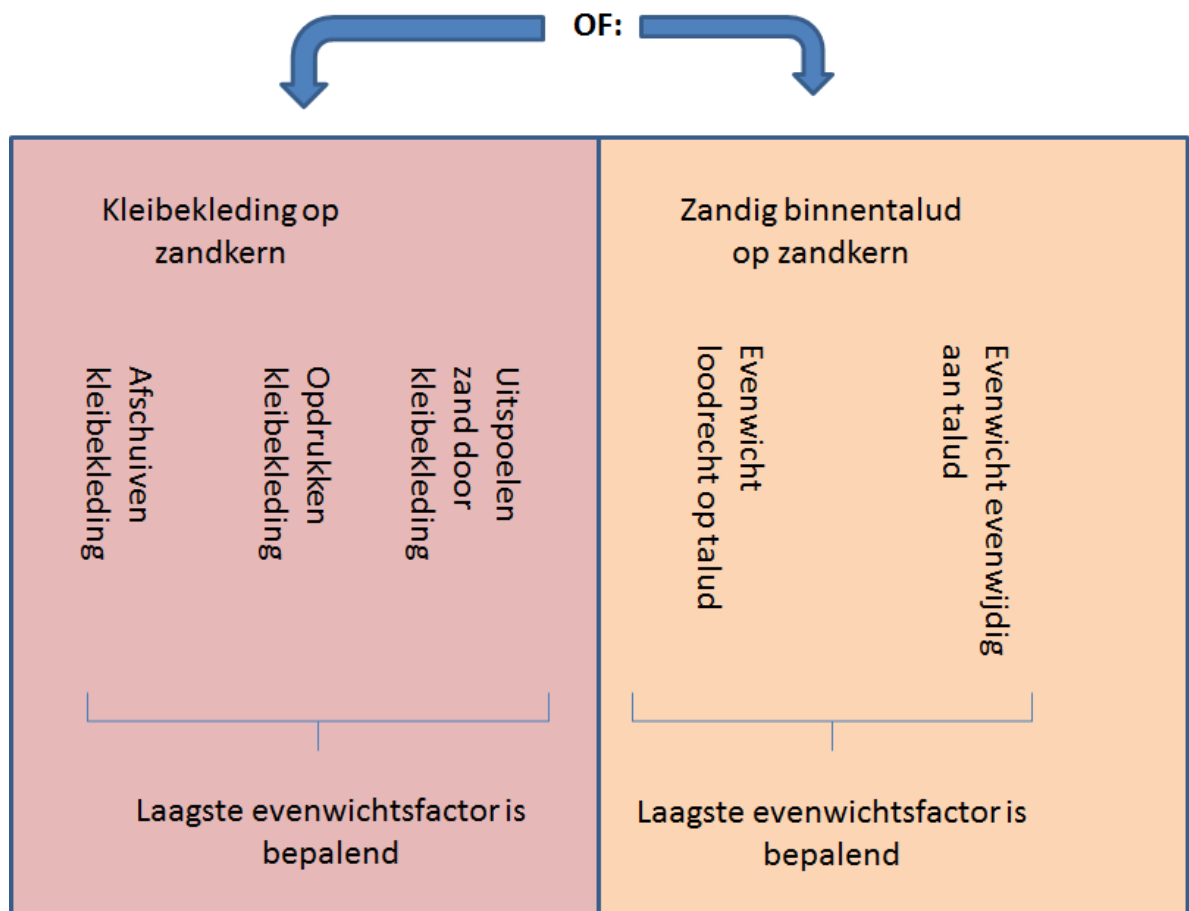 OF:
Kleibekleding op
zandkern
Afschuiven
kleibekleding
Opdrukken
kleibekleding
Uitspoelen
zand door
kleibekleding
Laagste evenwichtsfactor is
bepalend
Zandig binnentalud
op zandkern
Evenwicht
loodrecht op talud
Evenwicht evenwijdig
aan talud
Laagste evenwichtsfactor is
bepalend